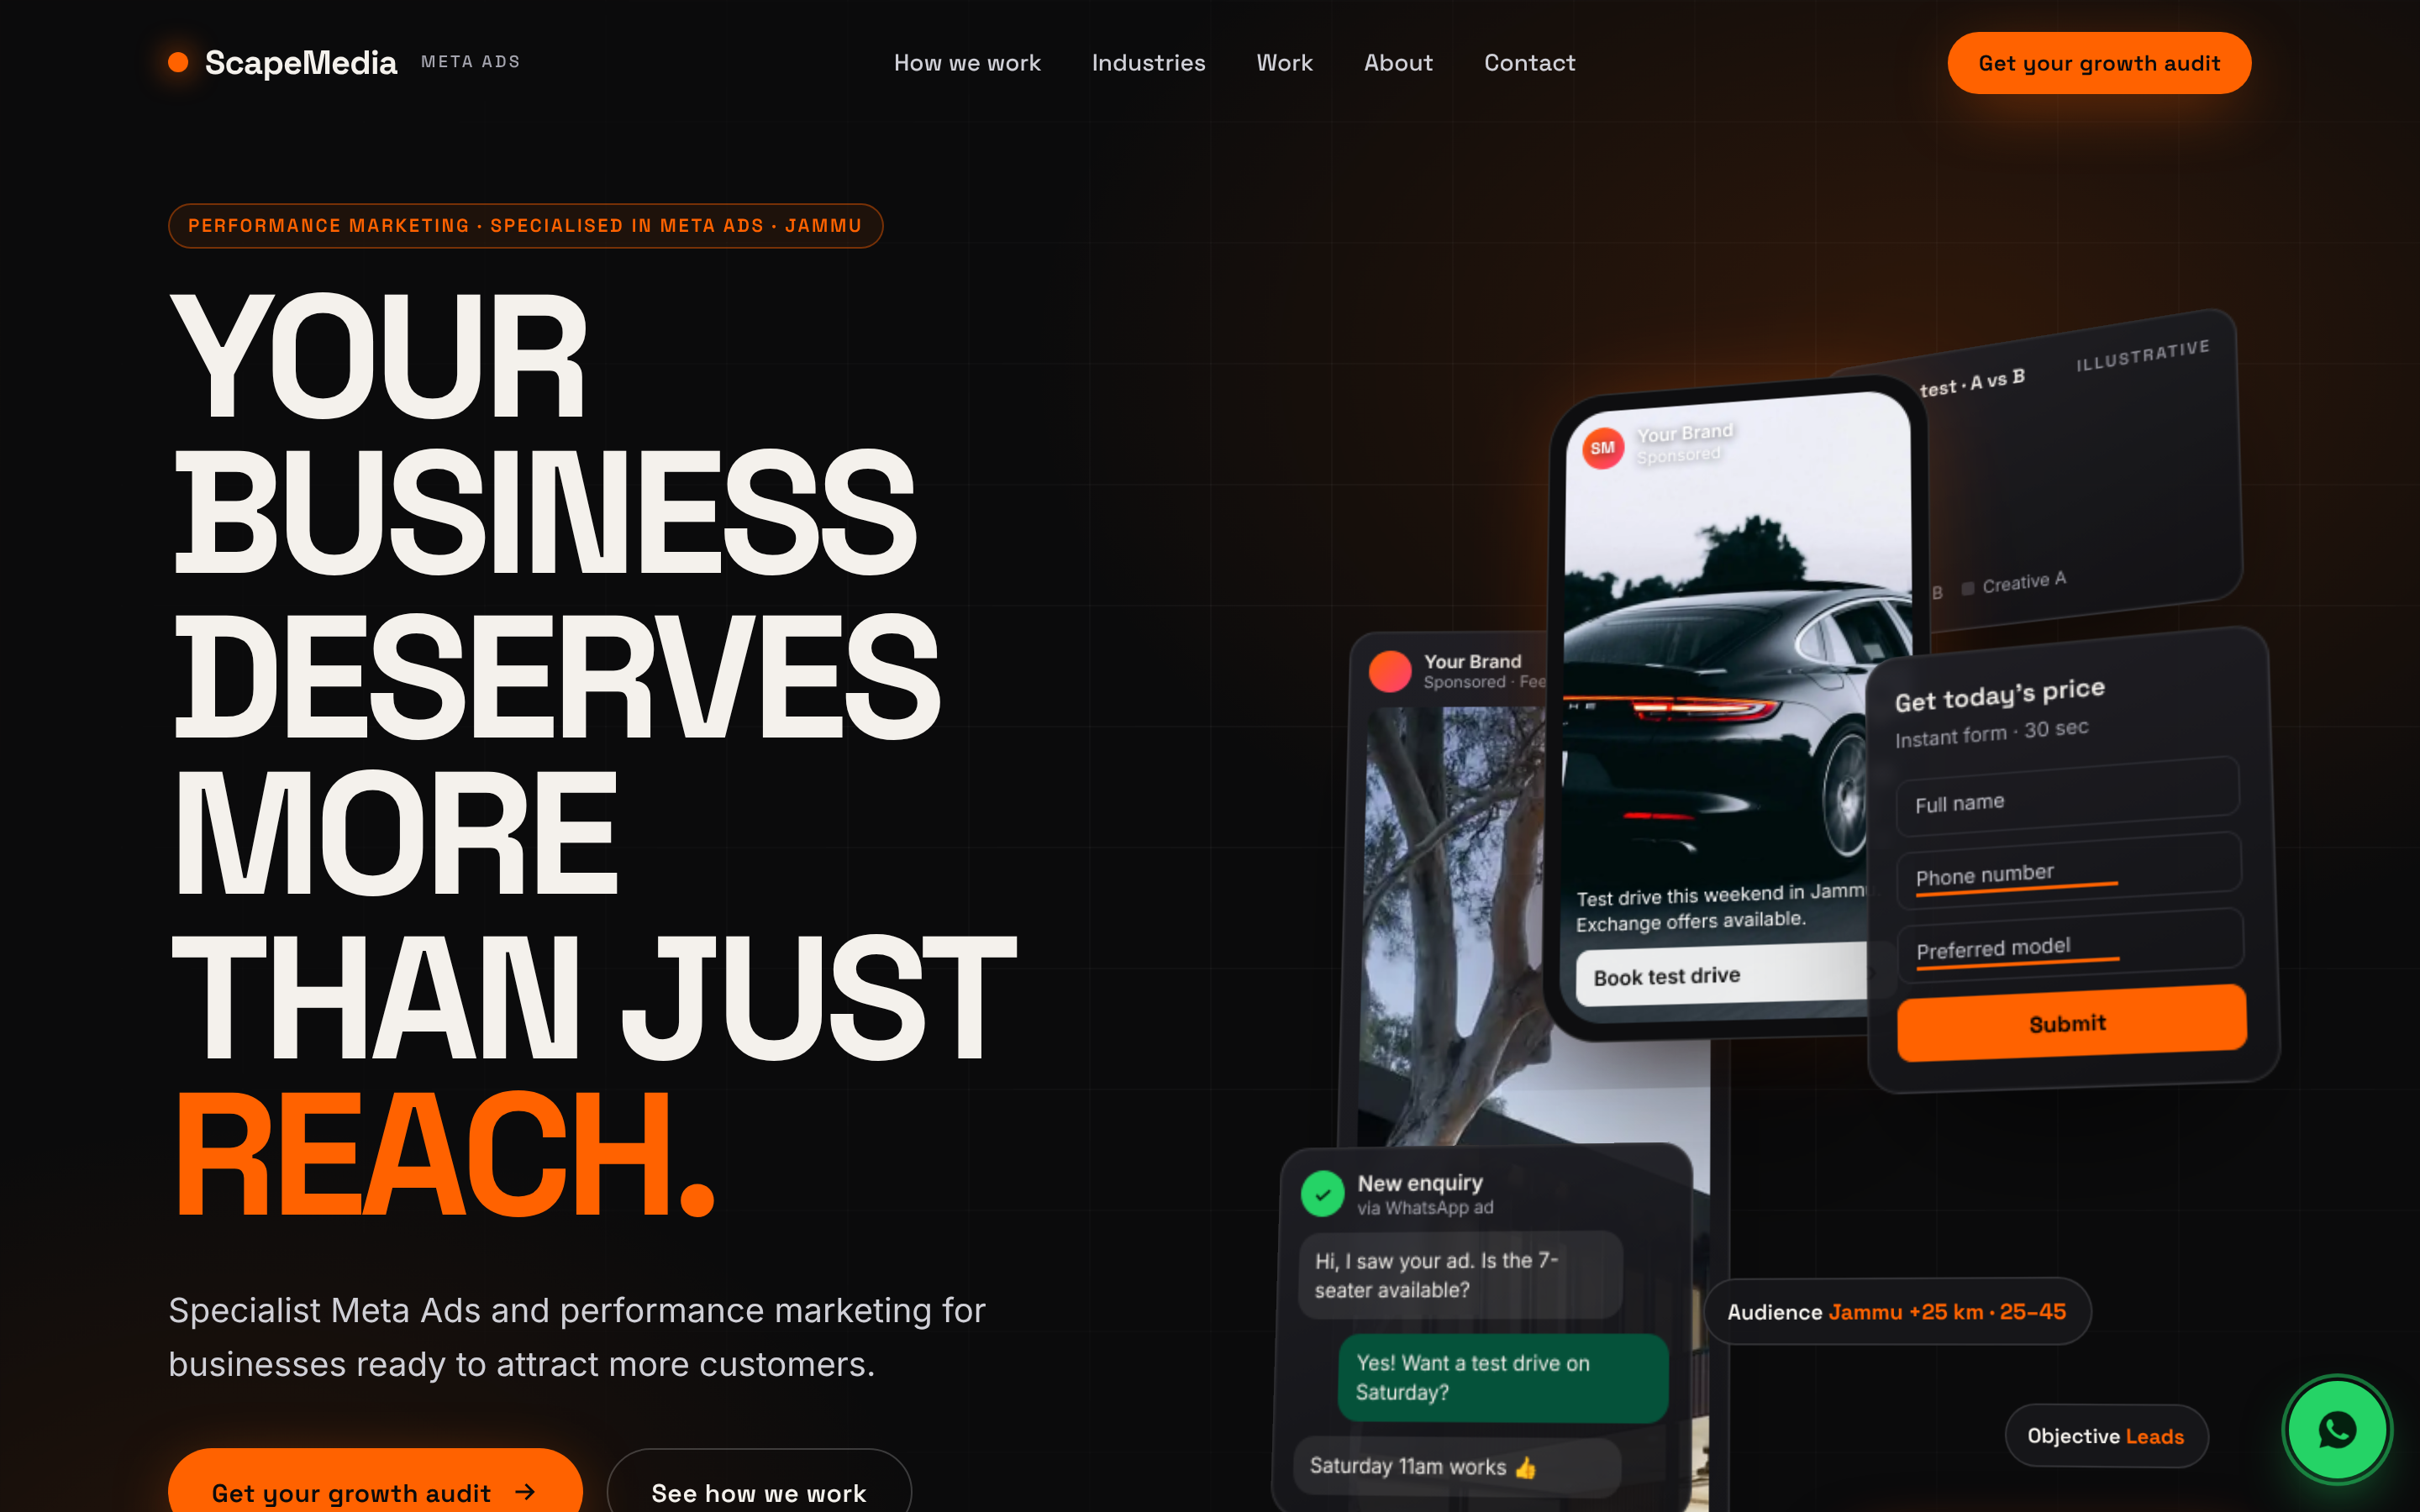 ScapeMedia META ADS
How we work Industries Work About Contact
Get your growth audit
PERFORMANCE MARKETING · SPECIALISED IN META ADS · JAMMU
YOUR
BUSINESS
DESERVES
MORE
THAN JUST
REACH.
Specialist Meta Ads and performance marketing for
businesses ready to attract more customers.
Get your growth audit →
See how we work
test · A vs B
ILLUSTRATIVE
B Creative A
SM
Your Brand
Sponsored
Test drive this weekend in
Exchange offers available.
Book test drive
Your Brand
Sponsored ·
Get today's price
Instant form · 30 sec
Full name
Phone number
Preferred model
Submit
New enquiry
via WhatsApp ad
Hi, I saw your ad. Is the 7-
seater available?
Yes! Want a test drive on
Saturday?
Saturday 11am works 👍
Audience Jammu +25 km · 25–45
Objective Leads